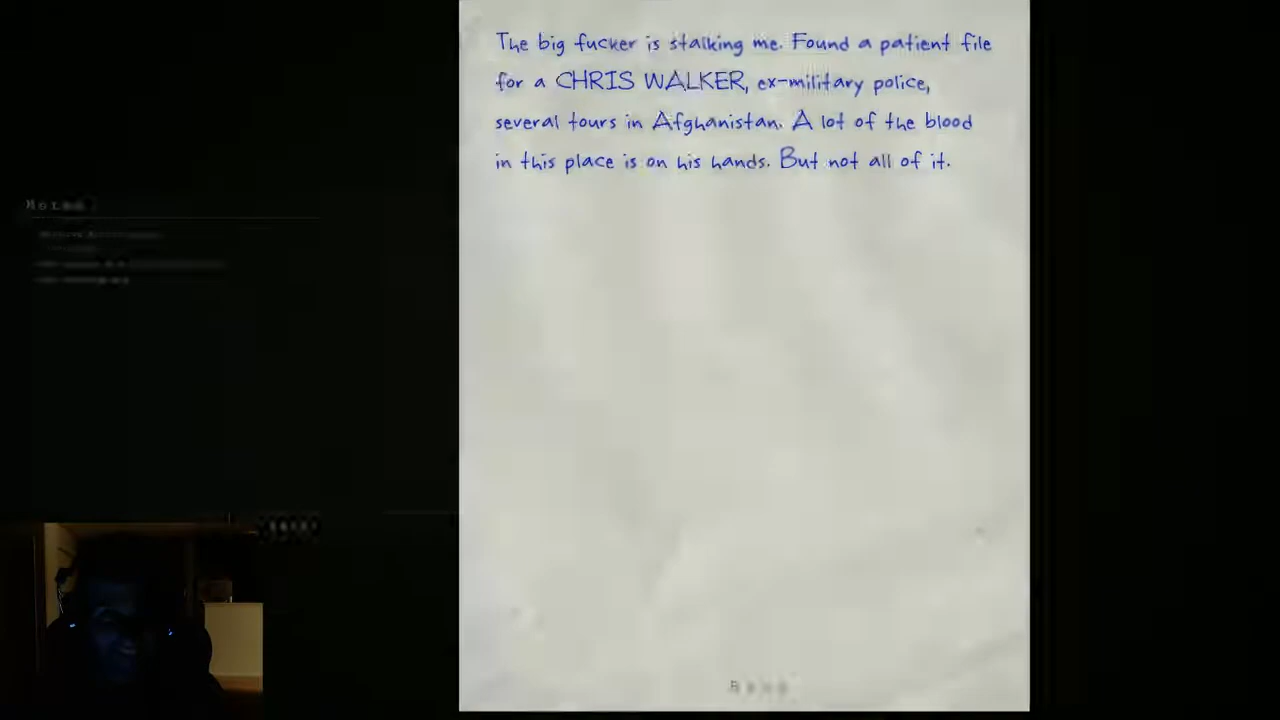 The big fucker is stalking me. Found a patient file
for a CHRIS WALKER, ex-military police,
several tours in Afghanistan. A lot of the blood
in this place is on his hands. But not all of it.
Notes